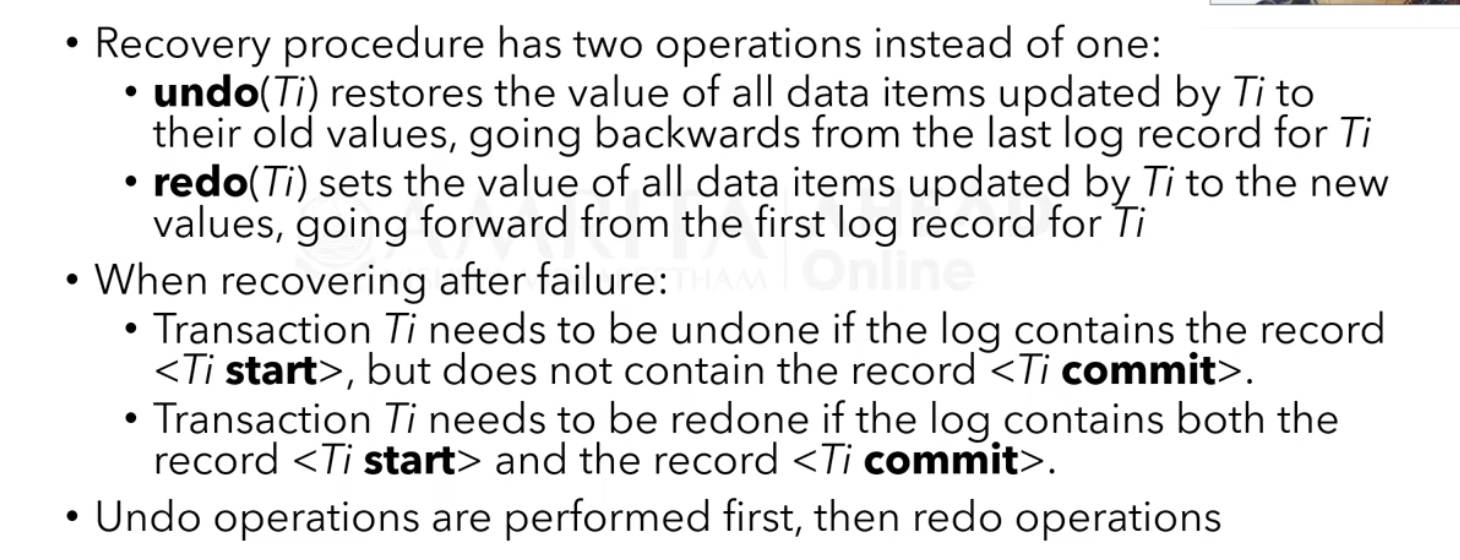 • Recovery procedure has two operations instead of one:
• undo(Ti) restores the value of all data items updated by Ti to
their old values, going backwards from the last log record for Ti
• redo(Ti) sets the value of all data items updated by Ti to the new
values, going forward from the first log record for Ti
• When recovering after failure:
• Transaction Ti needs to be undone if the log contains the record
<Ti start>, but does not contain the record <Ti commit>.
• Transaction Ti needs to be redone if the log contains both the
record <Ti start> and the record <Ti commit>.
• Undo operations are performed first, then redo operations
AMRITA AHEAD
Online